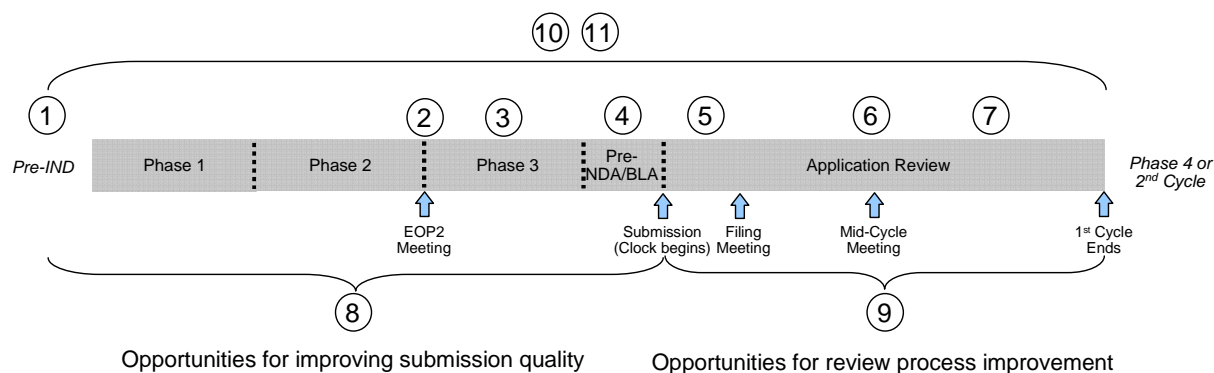 10 11
1 2 3 4 5 6 7
Pre-IND
Phase 1
Phase 2
Phase 3
Pre-
NDA/BLA
Application Review
Phase 4 or
2nd Cycle
EOP2
Meeting
Submission
(Clock begins)
Filing
Meeting
Mid-Cycle
Meeting
1st Cycle
Ends
8
9
Opportunities for improving submission quality
Opportunities for review process improvement